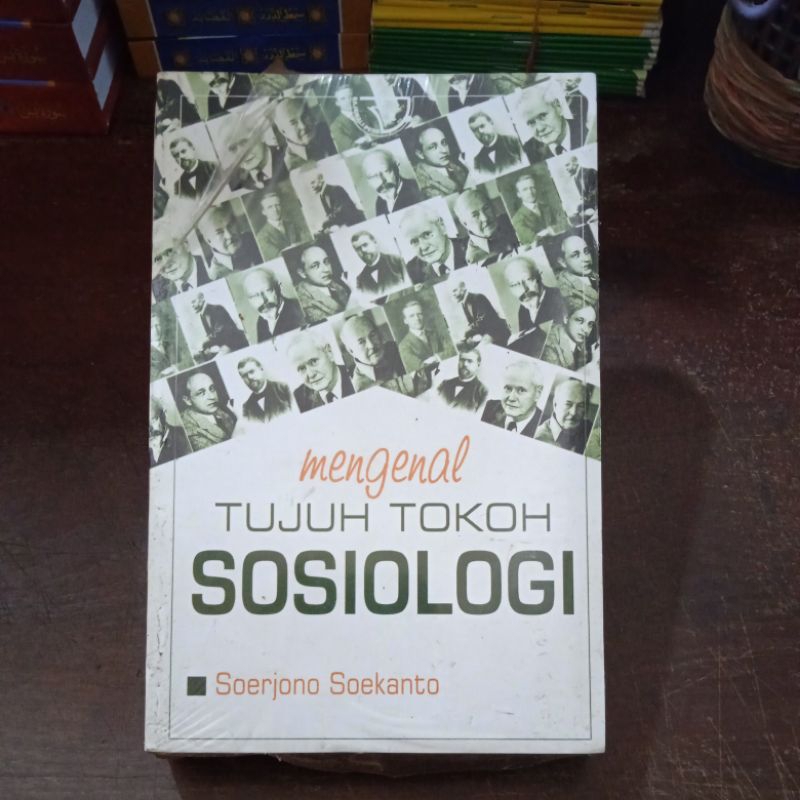 mengenal
TUJUH TOKOH
SOSIOLOGI
Soerjono Soekanto